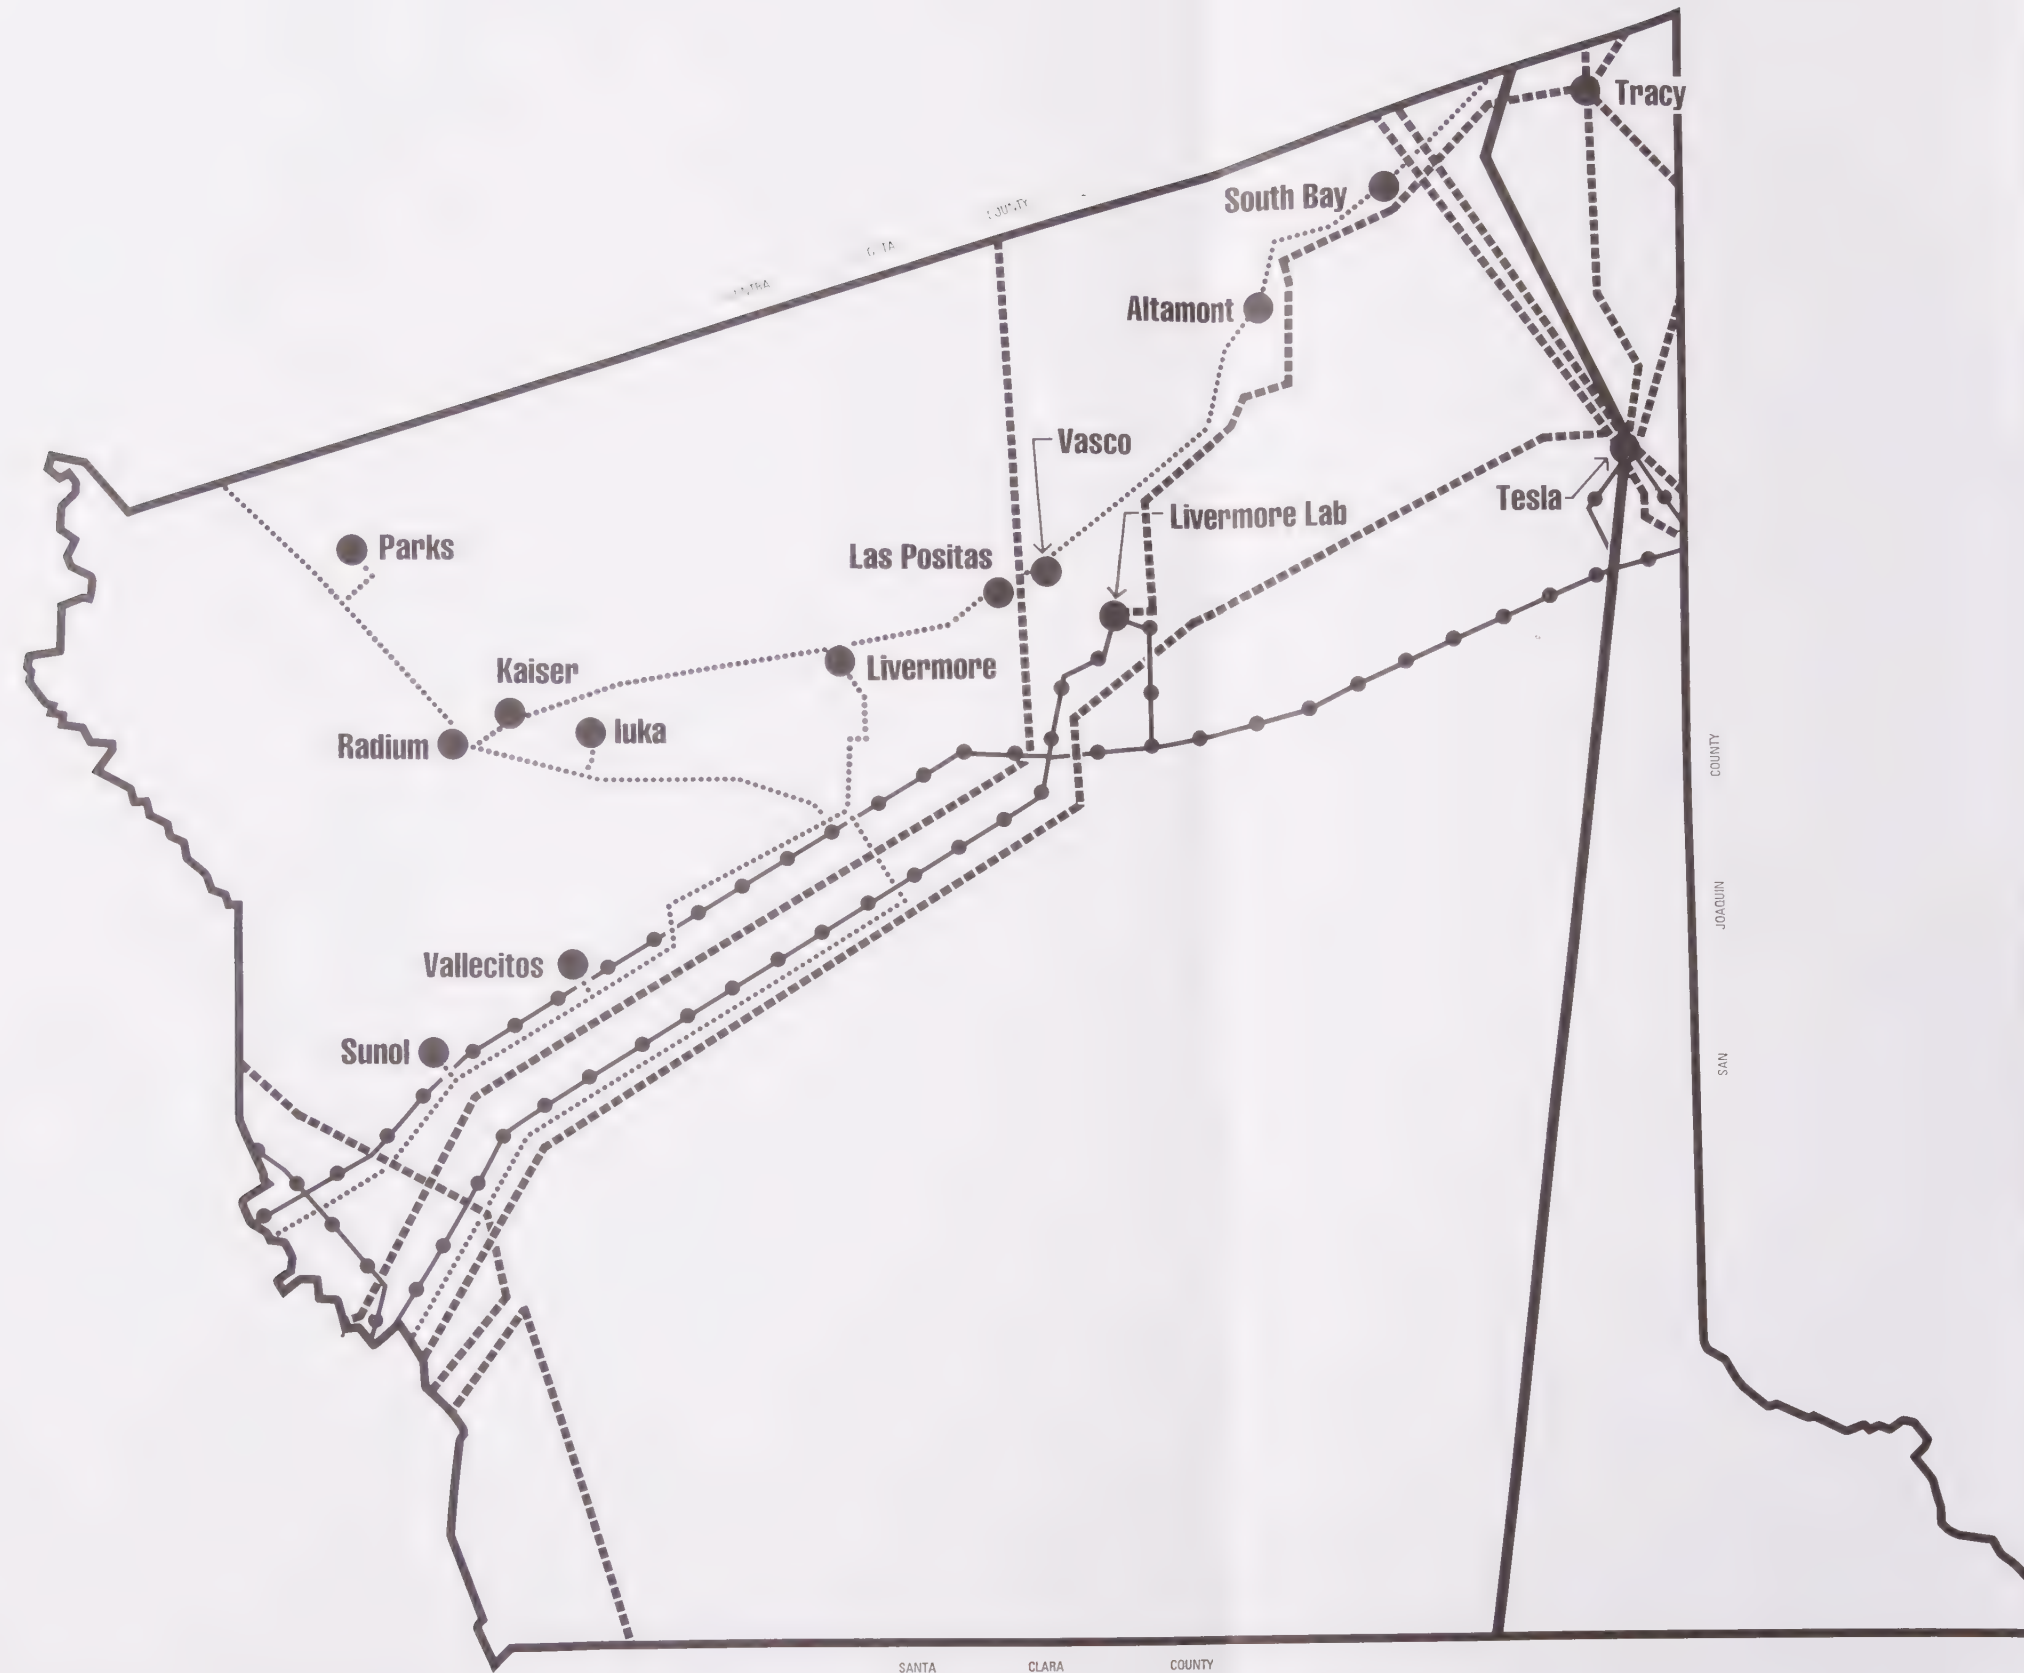 Tracy
South Bay
Altamont
Vasco
Tesla
Livermore Lab
Parks
Las Positas
Kaiser
Livermore
Iuka
Radium
COUNTY
JOAQUIN
Vallecitos
Sunol
SAN
SANTA CLARA COUNTY